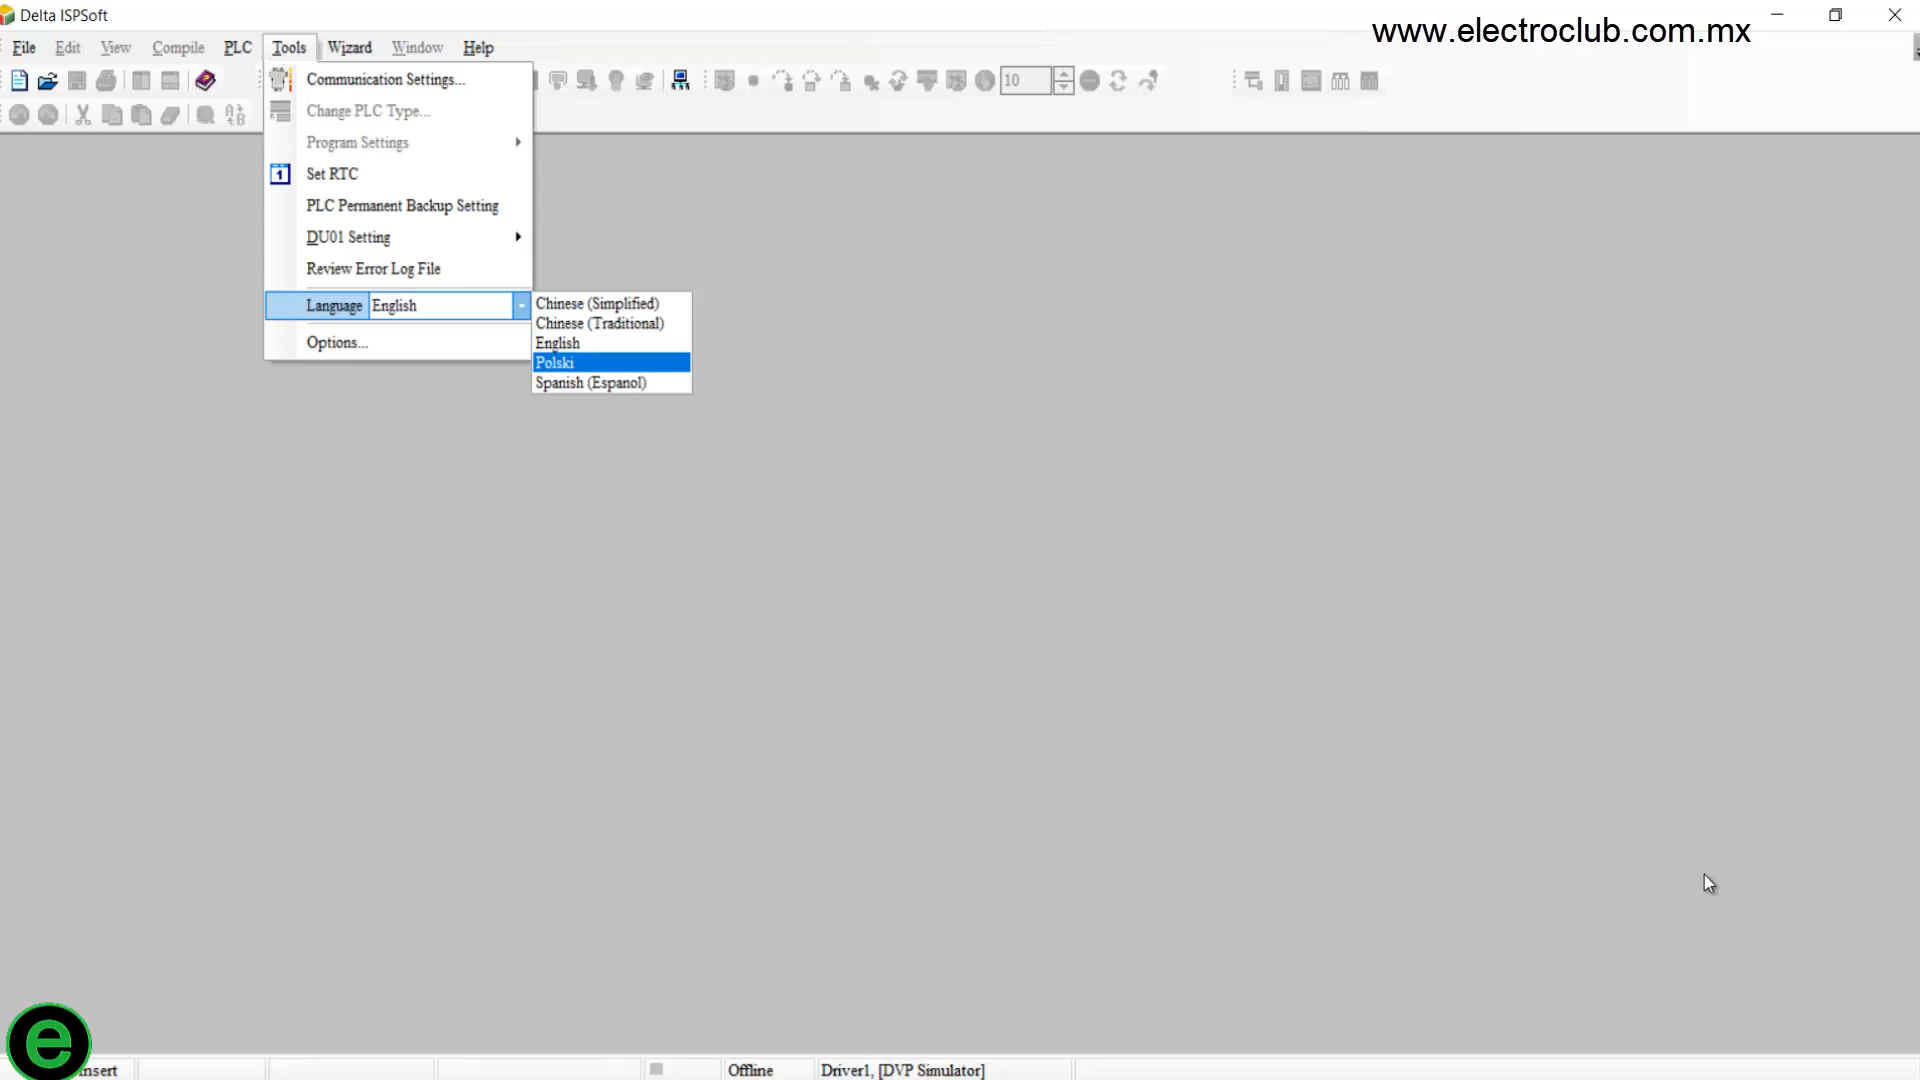 Delta ISPSoft
www.electroclub.com.mx
File Edit View Compile PLC Tools Wizard Window Help
10
Communication Settings...
Change PLC Type...
Program Settings
1 Set RTC
PLC Permanent Backup Setting
DU01 Setting
Review Error Log File
Language English
Options...
Chinese (Simplified)
Chinese (Traditional)
English
Polski
Spanish (Espanol)
e
Insert Offline Driver1, [DVP Simulator]